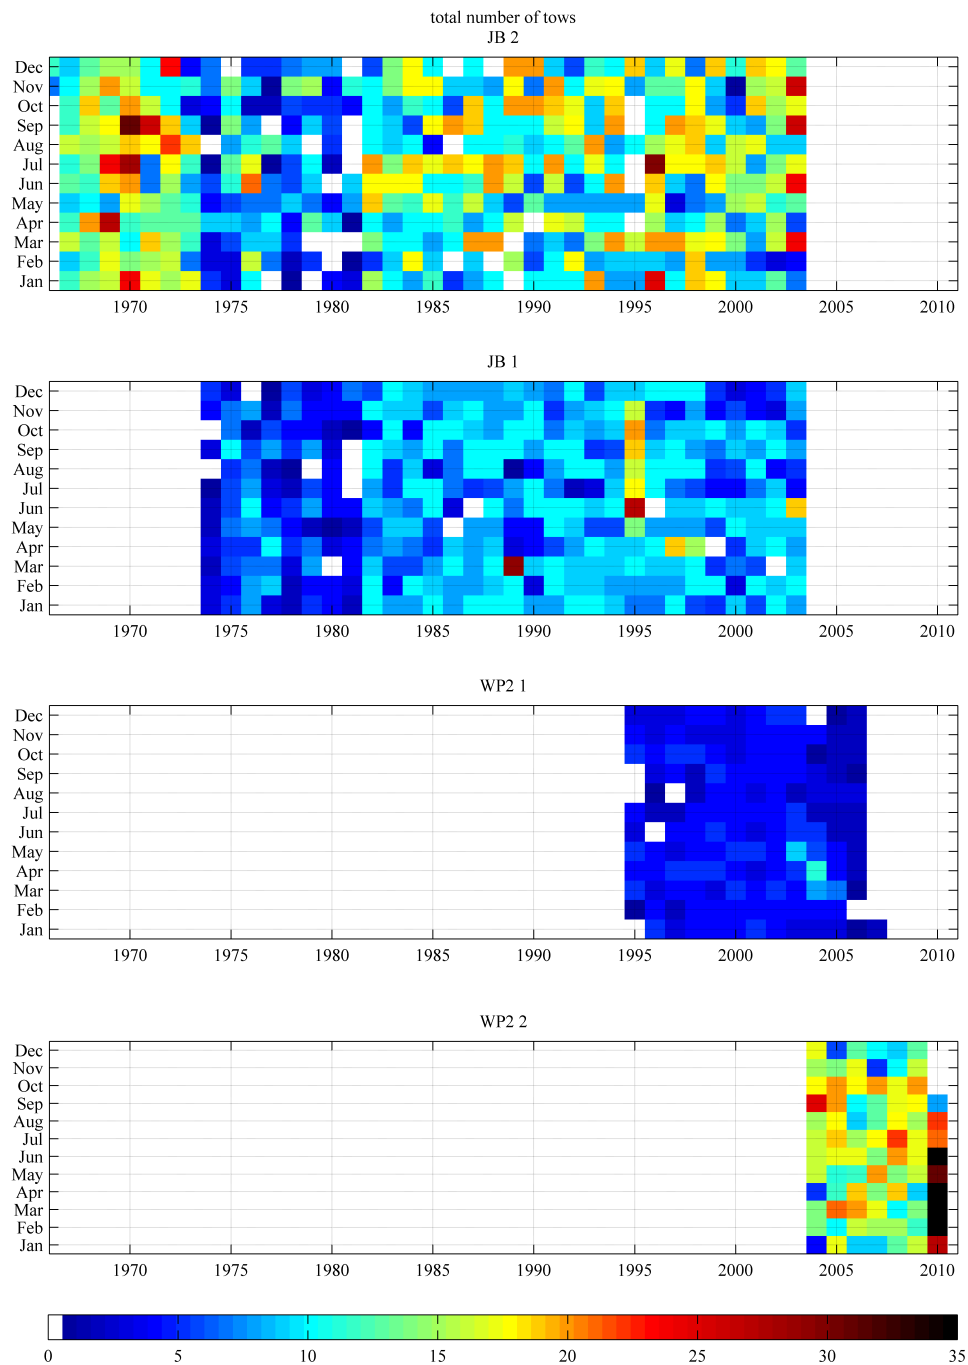 total number of tows
JB 2
Dec
Nov
Oct
Sep
Aug
Jul
Jun
May
Apr
Mar
Feb
Jan
1970 1975 1980 1985 1990 1995 2000 2005 2010
JB 1
Dec
Nov
Oct
Sep
Aug
Jul
Jun
May
Apr
Mar
Feb
Jan
1970 1975 1980 1985 1990 1995 2000 2005 2010
WP2 1
Dec
Nov
Oct
Sep
Aug
Jul
Jun
May
Apr
Mar
Feb
Jan
1970 1975 1980 1985 1990 1995 2000 2005 2010
WP2 2
Dec
Nov
Oct
Sep
Aug
Jul
Jun
May
Apr
Mar
Feb
Jan
1970 1975 1980 1985 1990 1995 2000 2005 2010
0 5 10 15 20 25 30 35